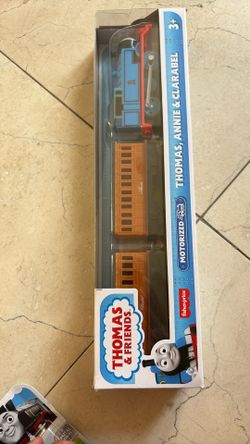 3+
THOMAS, ANNIE & CLARABEL
MOTORIZED
Fisher-Price
THOMAS
& FRIENDS